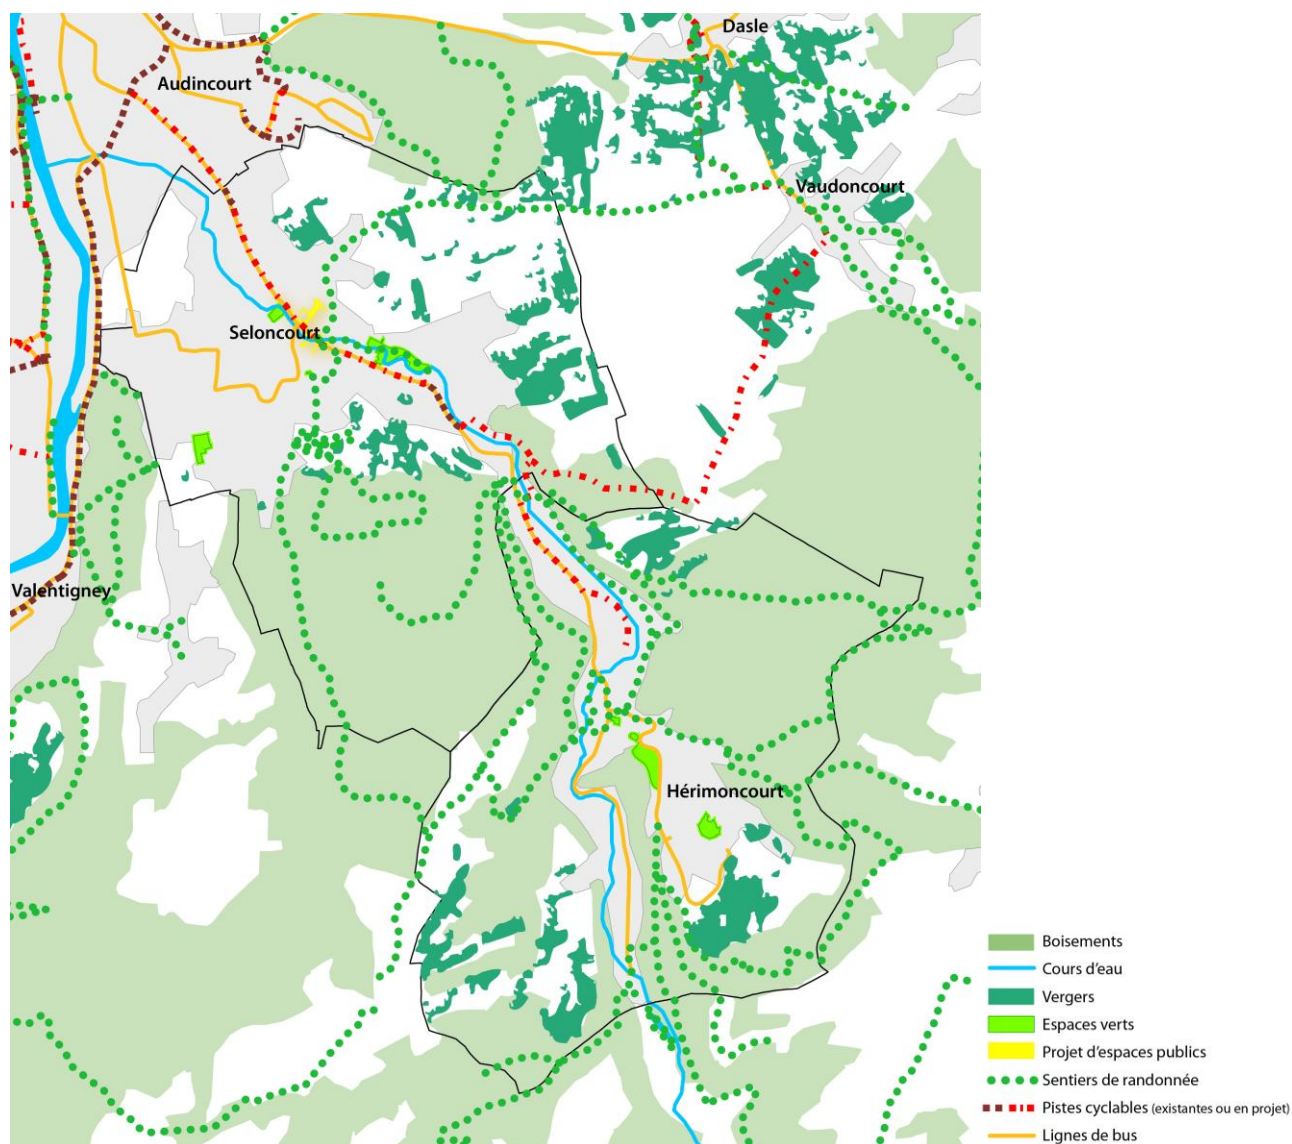 Dasle
Audincourt
Vaudoncourt
Seloncourt
Valentigney
Hérimoncourt
Boisements
Cours d'eau
Vergers
Espaces verts
Projet d'espaces publics
Sentiers de randonnée
Pistes cyclables (existantes ou en projet)
Lignes de bus